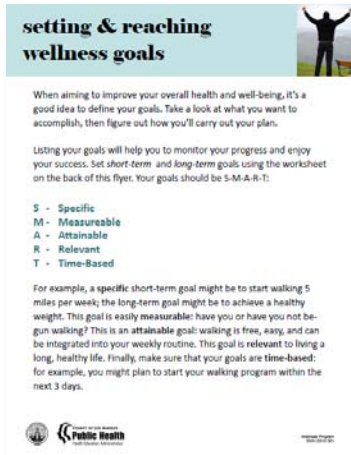 setting & reaching
wellness goals
When aiming to improve your overall health and well-being, it's a
good idea to define your goals. Take a look at what you want to
accomplish, then figure out how you'll carry out your plan.
Listing your goals will help you to monitor your progress and enjoy
your success. Set short-term and long-term goals using the worksheet
on the back of this flyer. Your goals should be S-M-A-R-T:
S - Specific
M - Measureable
A - Attainable
R - Relevant
T - Time-Based
For example, a specific short-term goal might be to start walking 5
miles per week; the long-term goal might be to achieve a healthy
weight. This goal is easily measurable: have you or have you not be-
gun walking? This is an attainable goal: walking is free, easy, and can
be integrated into your weekly routine. This goal is relevant to living a
long, healthy life. Finally, make sure that your goals are time-based:
for example, you might plan to start your walking program within the
next 3 days.
Public Health